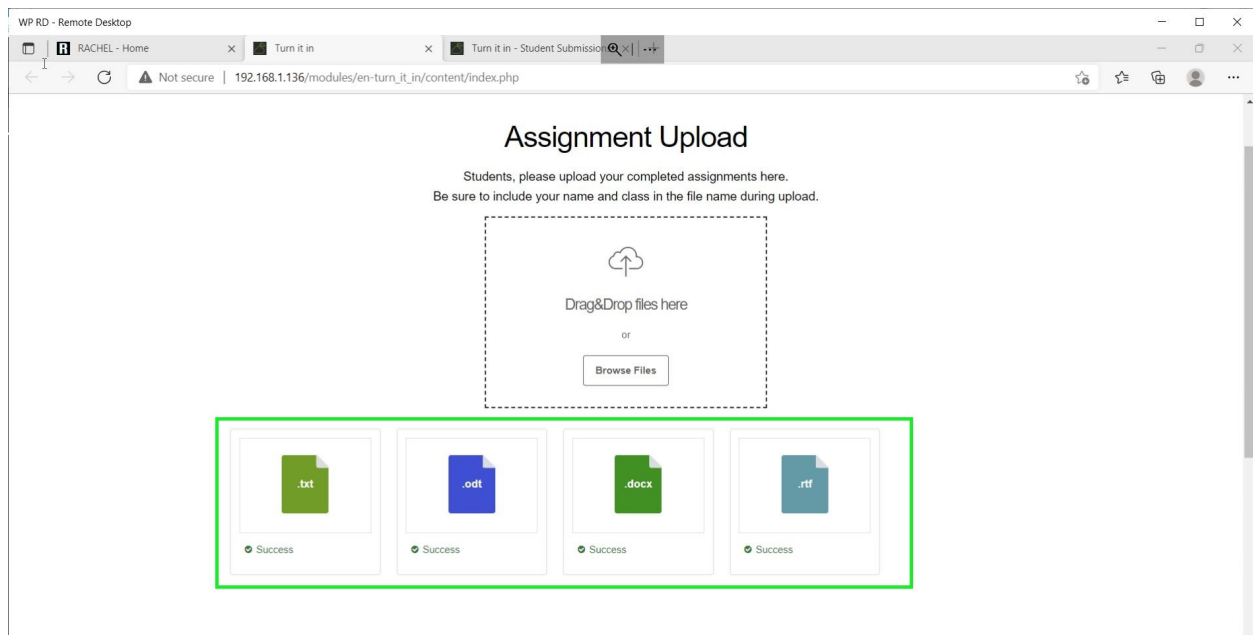 WP RD - Remote Desktop
RACHEL - Home
Turn it in
Turn it in - Student Submission
Not secure | 192.168.1.136/modules/en-turn_it_in/content/index.php
Assignment Upload
Students, please upload your completed assignments here.
Be sure to include your name and class in the file name during upload.
Drag&Drop files here
or
Browse Files
.txt .odt .docx .rtf
Success Success Success Success